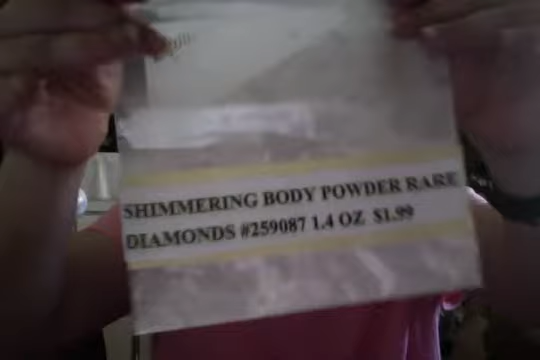 SHIMMERING BODY POWDER RARE
DIAMONDS #259087 1.4 OZ $1.99